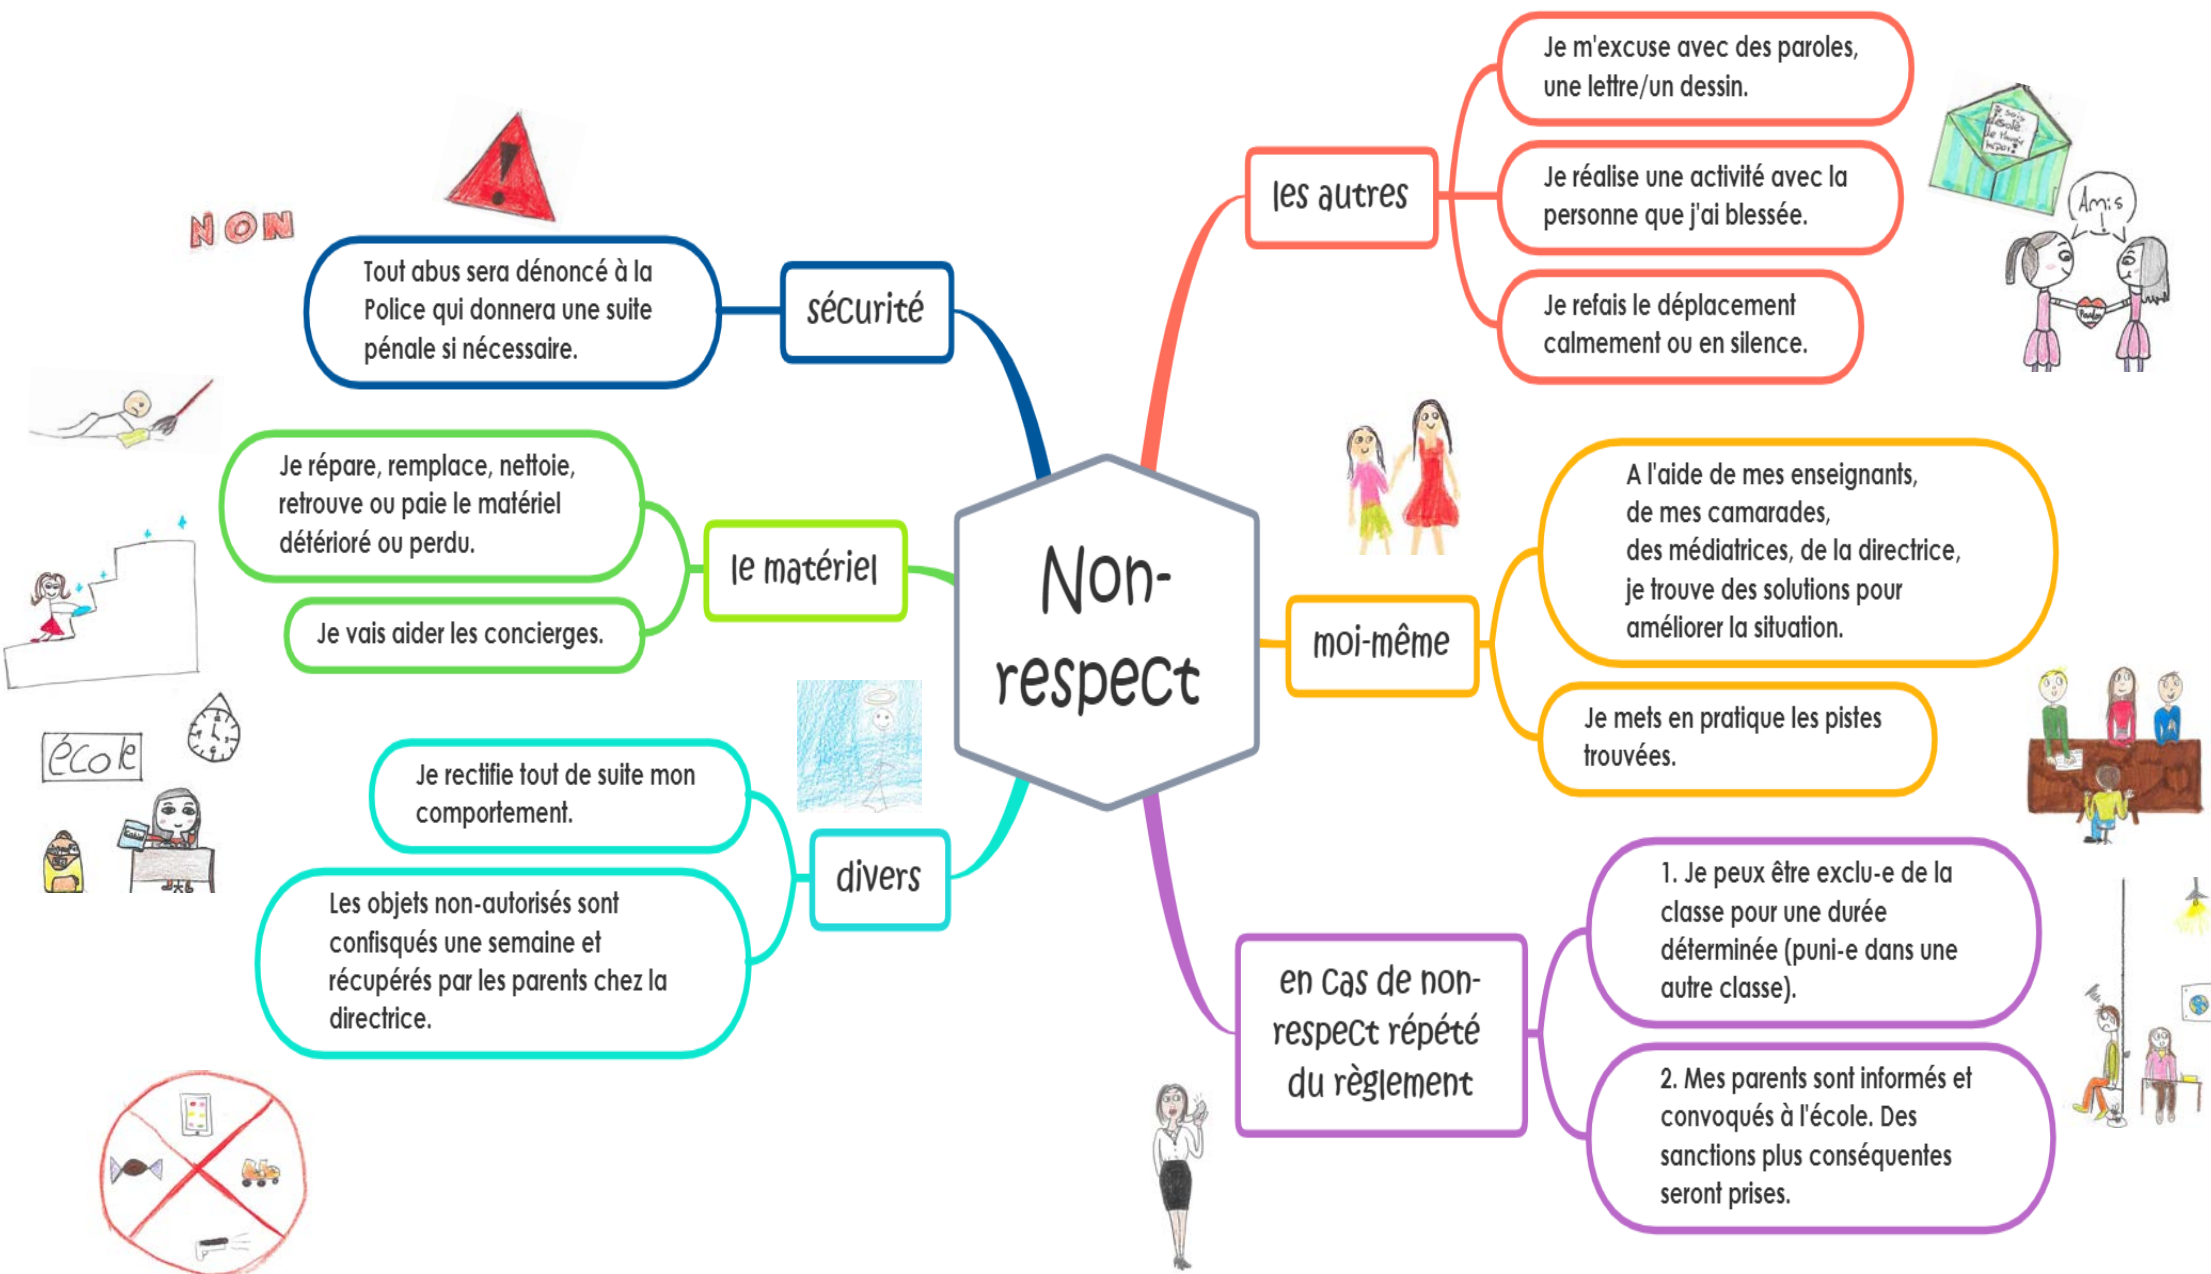 Non-
respect
les autres
Je m'excuse avec des paroles,
une lettre/un dessin.
Je réalise une activité avec la
personne que j'ai blessée.
Je refais le déplacement
calmement ou en silence.
Amis
!
moi-même
A l'aide de mes enseignants,
de mes camarades,
des médiatrices, de la directrice,
je trouve des solutions pour
améliorer la situation.
Je mets en pratique les pistes
trouvées.
en cas de non-
respect répété
du règlement
1. Je peux être exclu-e de la
classe pour une durée
déterminée (puni-e dans une
autre classe).
2. Mes parents sont informés et
convoqués à l'école. Des
sanctions plus conséquentes
seront prises.
NON
!
sécurité
Tout abus sera dénoncé à la
Police qui donnera une suite
pénale si nécessaire.
le matériel
Je répare, remplace, nettoie,
retrouve ou paie le matériel
détérioré ou perdu.
Je vais aider les concierges.
école
divers
Je rectifie tout de suite mon
comportement.
Les objets non-autorisés sont
confisqués une semaine et
récupérés par les parents chez la
directrice.